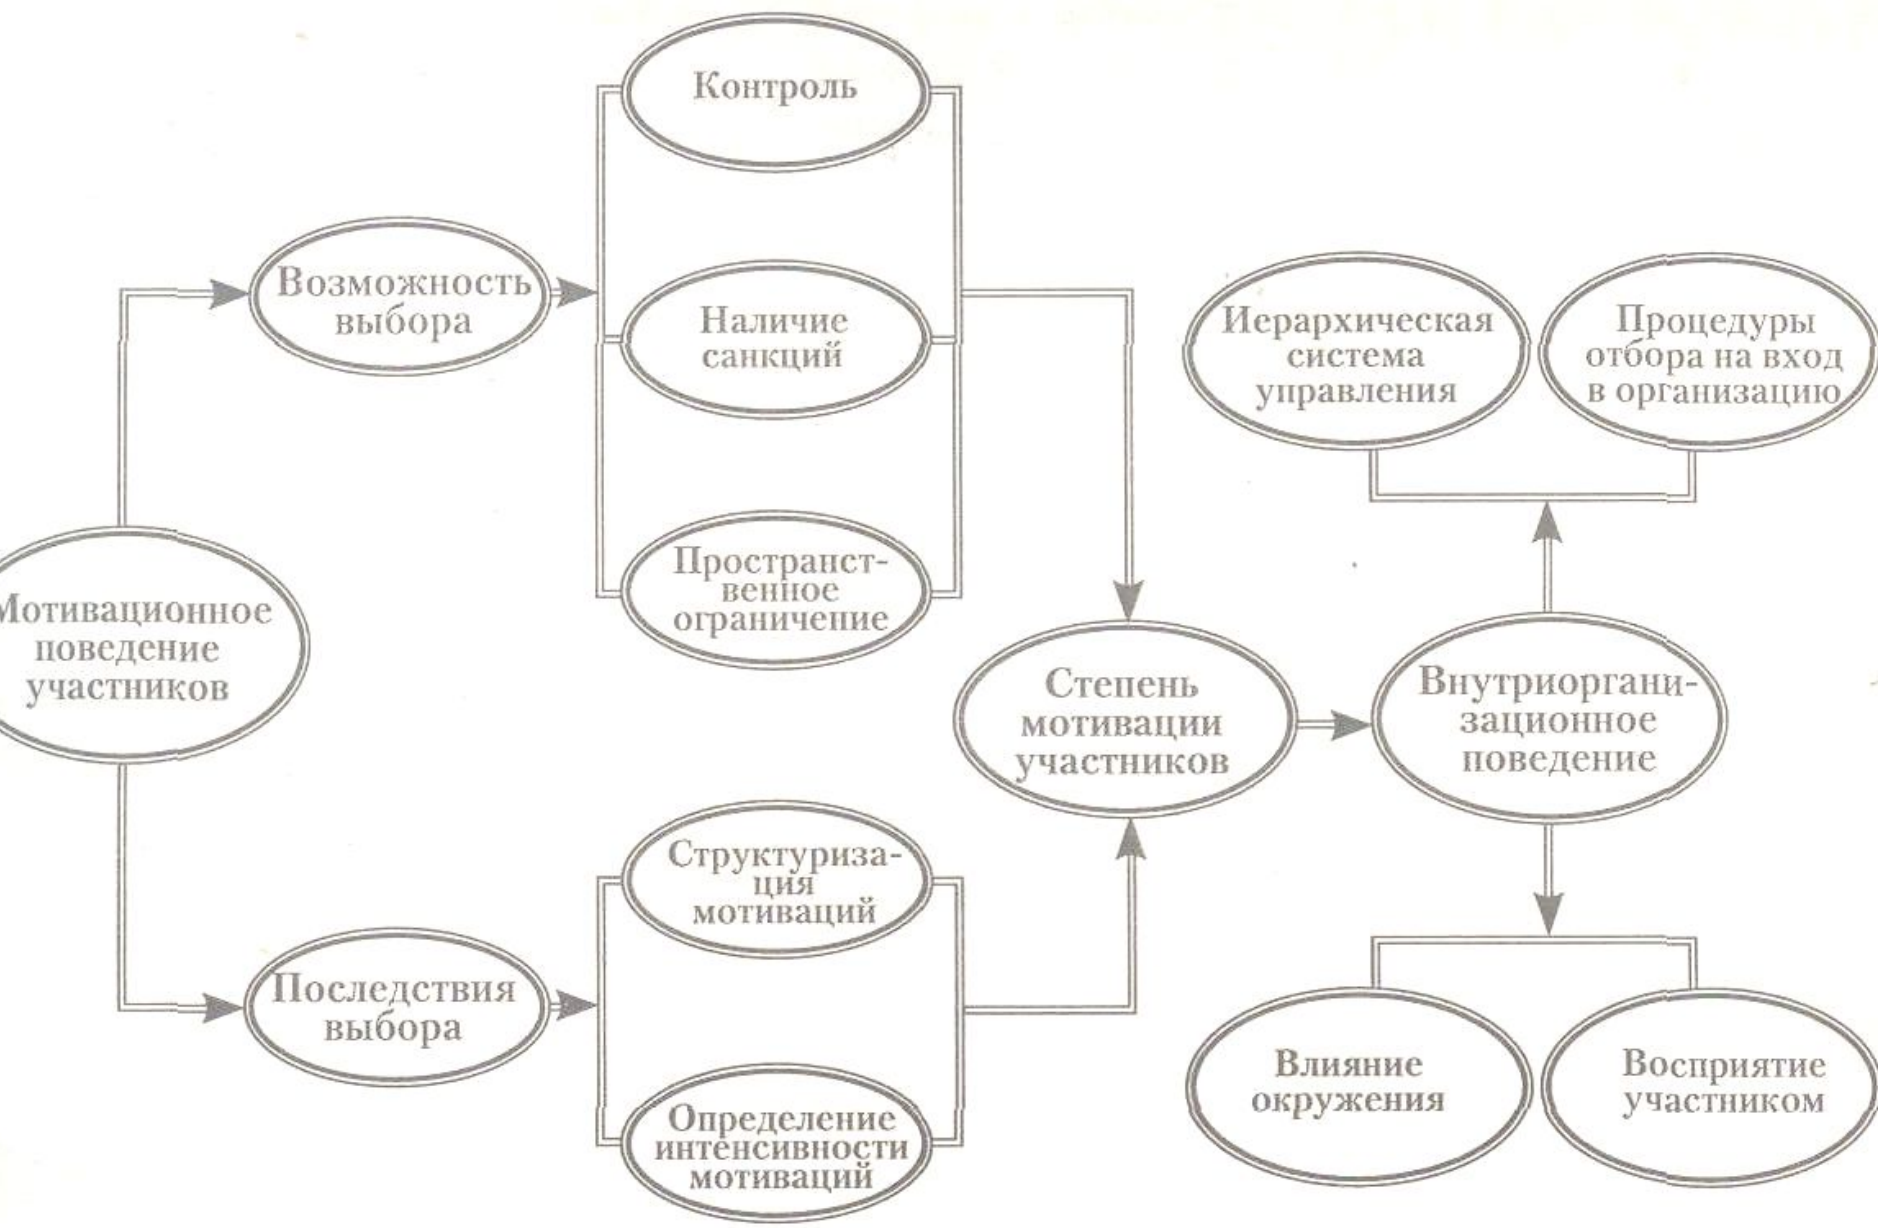 Контроль
Возможность
выбора
Наличие
санкций
Пространст-
венное
ограничение
Иерархическая
система
управления
Процедуры
отбора на вход
в организацию
Мотивационное
поведение
участников
Степень
мотивации
участников
Внутриоргани-
зационное
поведение
Структуриза-
ция
мотиваций
Последствия
выбора
Определение
интенсивности
мотиваций
Влияние
окружения
Восприятие
участником